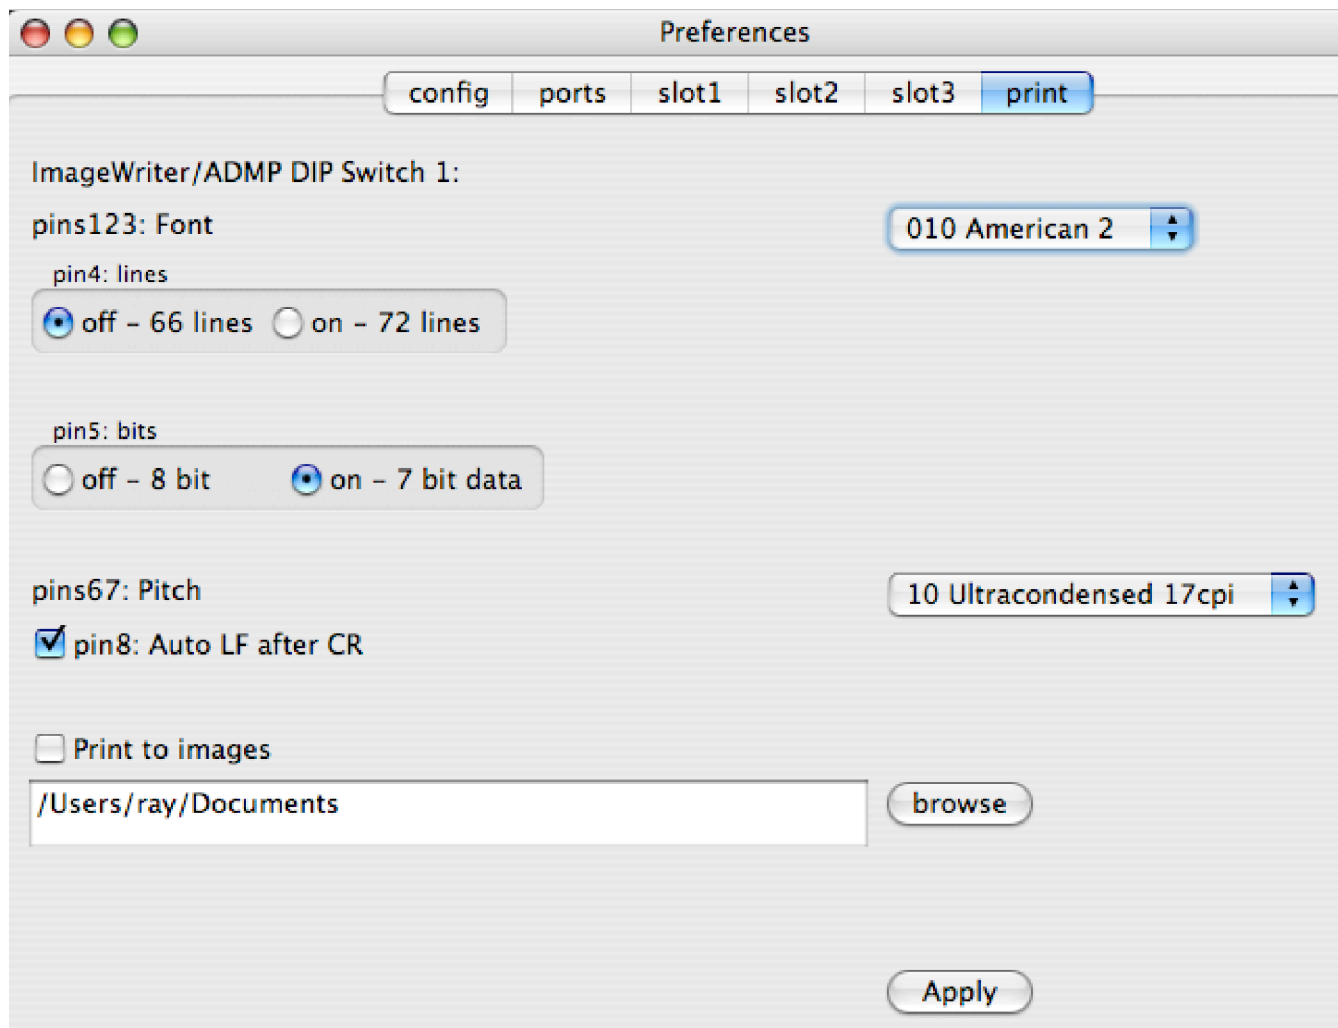 Preferences
config ports slot1 slot2 slot3 print
ImageWriter/ADMP DIP Switch 1:
pins123: Font 010 American 2
pin4: lines
off – 66 lines on – 72 lines
pin5: bits
off – 8 bit on – 7 bit data
pins67: Pitch 10 Ultracondensed 17cpi
pin8: Auto LF after CR
Print to images
/Users/ray/Documents browse
Apply